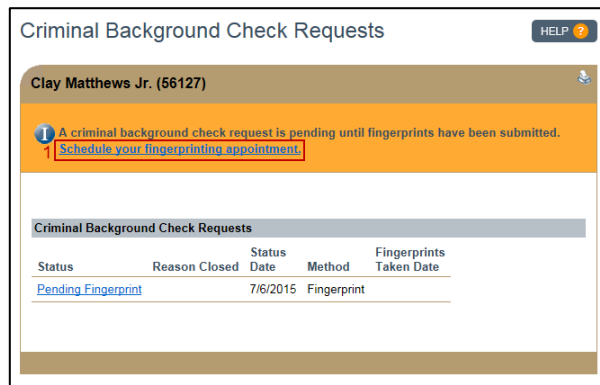 Criminal Background Check Requests
HELP ?
Clay Matthews Jr. (56127)
A criminal background check request is pending until fingerprints have been submitted.
1 Schedule your fingerprinting appointment.
Criminal Background Check Requests
Status Reason Closed Status Date Method Fingerprints Taken Date
Pending Fingerprint 7/6/2015 Fingerprint